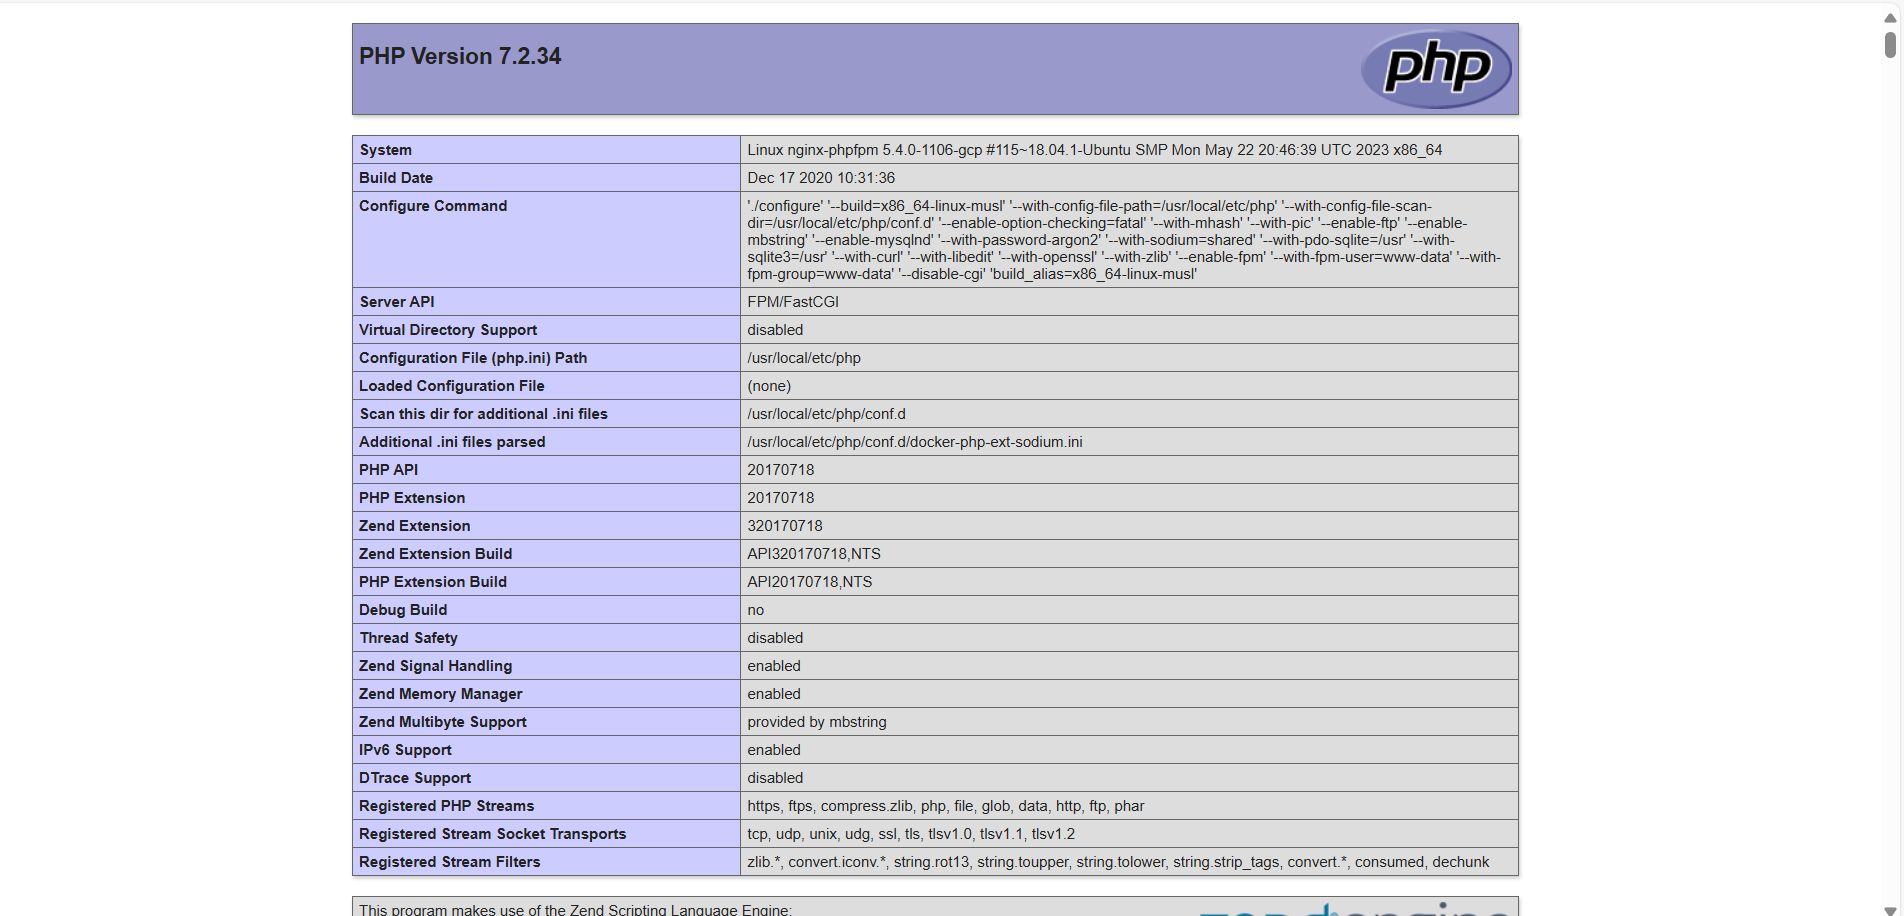 PHP Version 7.2.34
php
System Linux nginx-phpfpm 5.4.0-1106-gcp #115~18.04.1-Ubuntu SMP Mon May 22 20:46:39 UTC 2023 x86_64
Build Date Dec 17 2020 10:31:36
Configure Command './configure' '--build=x86_64-linux-musl' '--with-config-file-path=/usr/local/etc/php' '--with-config-file-scan-
dir=/usr/local/etc/php/conf.d' '--enable-option-checking=fatal' '--with-mhash' '--with-pic' '--enable-ftp' '--enable-
mbstring' '--enable-mysqlnd' '--with-password-argon2' '--with-sodium=shared' '--with-pdo-sqlite=/usr' '--with-
sqlite3=/usr' '--with-curl' '--with-libedit' '--with-openssl' '--with-zlib' '--enable-fpm' '--with-fpm-user=www-data' '--with-
fpm-group=www-data' '--disable-cgi' 'build_alias=x86_64-linux-musl'
Server API FPM/FastCGI
Virtual Directory Support disabled
Configuration File (php.ini) Path /usr/local/etc/php
Loaded Configuration File (none)
Scan this dir for additional .ini files /usr/local/etc/php/conf.d
Additional .ini files parsed /usr/local/etc/php/conf.d/docker-php-ext-sodium.ini
PHP API 20170718
PHP Extension 20170718
Zend Extension 320170718
Zend Extension Build API320170718,NTS
PHP Extension Build API20170718,NTS
Debug Build no
Thread Safety disabled
Zend Signal Handling enabled
Zend Memory Manager enabled
Zend Multibyte Support provided by mbstring
IPv6 Support enabled
DTrace Support disabled
Registered PHP Streams https, ftps, compress.zlib, php, file, glob, data, http, ftp, phar
Registered Stream Socket Transports tcp, udp, unix, udg, ssl, tls, tlsv1.0, tlsv1.1, tlsv1.2
Registered Stream Filters zlib.*, convert.iconv.*, string.rot13, string.toupper, string.tolower, string.strip_tags, convert.*, consumed, dechunk
This program makes use of the Zend Scripting Language Engine: